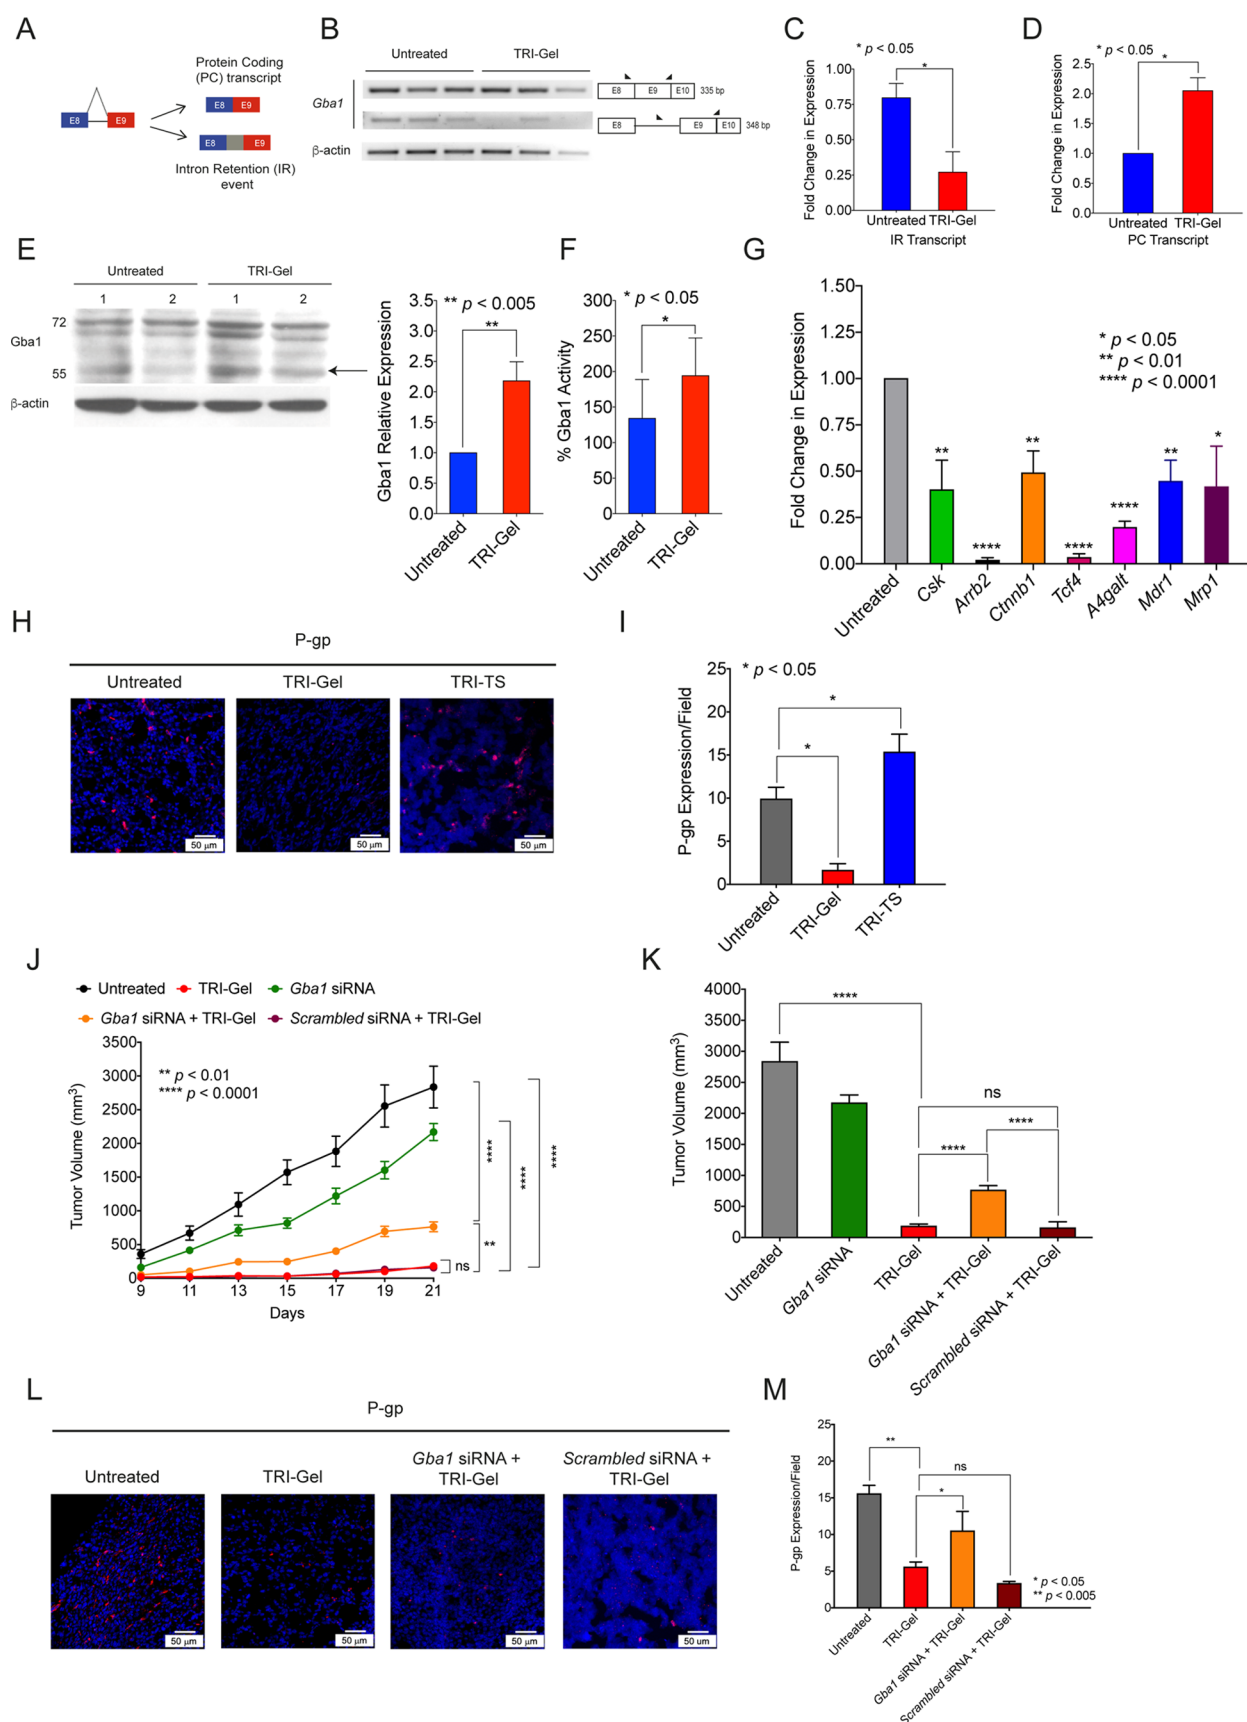 A
Protein Coding
(PC) transcript
E8
E9
E8
E9
E8
E9
Intron Retention (IR)
event
B
Untreated
TRI-Gel
Gba1
β-actin
E8
E9
E10
335 bp
E8
E9
E10
348 bp
C
* p < 0.05
*
Fold Change in Expression
1.00
0.75
0.50
0.25
0.00
Untreated TRI-Gel
IR Transcript
D
* p < 0.05
*
Fold Change in Expression
2.5
2.0
1.5
1.0
0.5
0.0
Untreated TRI-Gel
PC Transcript
E
Untreated
TRI-Gel
1
2
1
2
72
Gba1
55
β-actin
** p < 0.005
**
Gba1 Relative Expression
3.5
3.0
2.5
2.0
1.5
1.0
0.5
0.0
Untreated
TRI-Gel
F
* p < 0.05
*
% Gba1 Activity
300
250
200
150
100
50
0
Untreated
TRI-Gel
G
* p < 0.05
** p < 0.01
**** p < 0.0001
Fold Change in Expression
1.50
1.25
1.00
0.75
0.50
0.25
0.00
**
****
**
****
****
**
*
Untreated
Csk
Arrb2
Ctnnb1
Tcf4
A4galt
Mdr1
Mrp1
H
P-gp
Untreated
TRI-Gel
TRI-TS
50 µm
50 µm
50 µm
I
* p < 0.05
*
*
P-gp Expression/Field
25
20
15
10
5
0
Untreated
TRI-Gel
TRI-TS
J
Untreated
TRI-Gel
Gba1 siRNA
Gba1 siRNA + TRI-Gel
Scrambled siRNA + TRI-Gel
** p < 0.01
**** p < 0.0001
Tumor Volume (mm³)
3500
3000
2500
2000
1500
1000
500
0
9
11
13
15
17
19
21
Days
ns
**
****
****
****
K
Tumor Volume (mm³)
4000
3500
3000
2500
2000
1500
1000
500
0
****
ns
****
****
Untreated
Gba1 siRNA
TRI-Gel
Gba1 siRNA + TRI-Gel
Scrambled siRNA + TRI-Gel
L
P-gp
Untreated
TRI-Gel
Gba1 siRNA +
TRI-Gel
Scrambled siRNA +
TRI-Gel
50 µm
50 µm
50 µm
50 um
M
P-gp Expression/Field
25
20
15
10
5
0
**
ns
*
* p < 0.05
** p < 0.005
Untreated
TRI-Gel
Gba1 siRNA + TRI-Gel
Scrambled siRNA + TRI-Gel